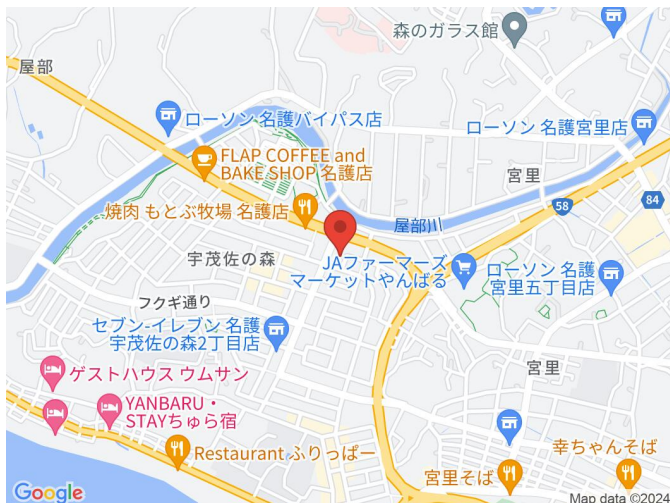 森のガラス館
屋部
ローソン 名護バイパス店
ローソン 名護宮里店
FLAP COFFEE and
BAKE SHOP 名護店
宮里
58
84
焼肉 もとぶ牧場 名護店
屋部川
宇茂佐の森
JAファーマーズ
マーケットやんばる
ローソン 名護
宮里五丁目店
フクギ通り
セブン-イレブン 名護
宇茂佐の森2丁目店
宮里
ゲストハウス ウムサン
YANBARU・
STAYちゅら宿
Restaurant ふりっぱー
幸ちゃんそば
宮里そば
Google
Map data ©2024